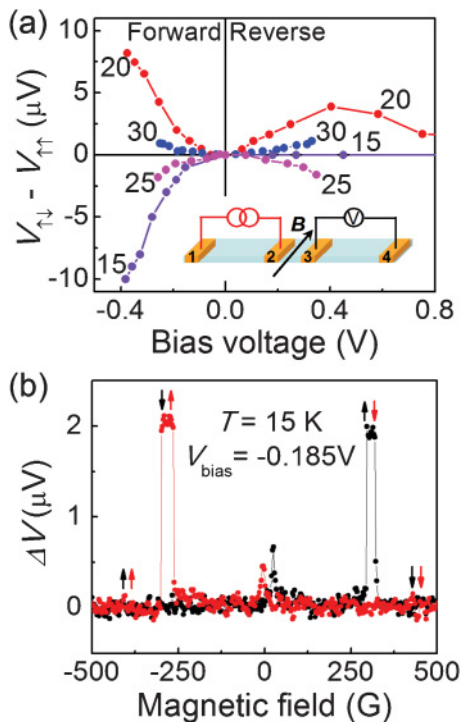 (a)
Forward Reverse
20
20
30
30
15
25
25
15
V↑↓ - V↑↑ (μV)
5
0
-5
-10
B
V
1
2
3
4
-0.4
0.0
0.4
0.8
Bias voltage (V)
(b)
T = 15 K
Vbias = -0.185V
ΔV(μV)
2
1
0
-500
-250
0
250
500
Magnetic field (G)